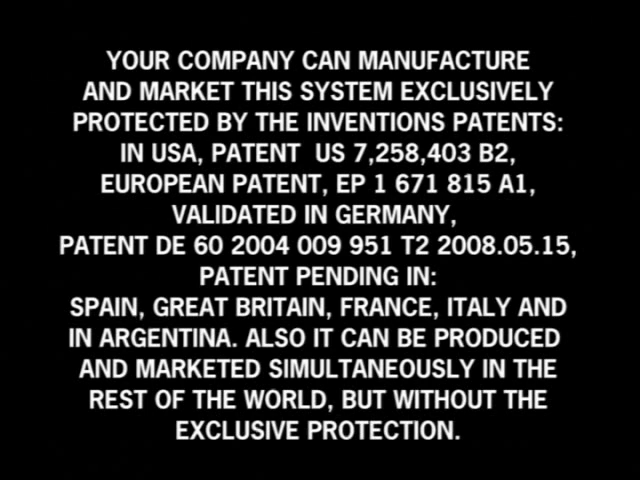 YOUR COMPANY CAN MANUFACTURE
AND MARKET THIS SYSTEM EXCLUSIVELY
PROTECTED BY THE INVENTIONS PATENTS:
IN USA, PATENT US 7,258,403 B2,
EUROPEAN PATENT, EP 1 671 815 A1,
VALIDATED IN GERMANY,
PATENT DE 60 2004 009 951 T2 2008.05.15,
PATENT PENDING IN:
SPAIN, GREAT BRITAIN, FRANCE, ITALY AND
IN ARGENTINA. ALSO IT CAN BE PRODUCED
AND MARKETED SIMULTANEOUSLY IN THE
REST OF THE WORLD, BUT WITHOUT THE
EXCLUSIVE PROTECTION.